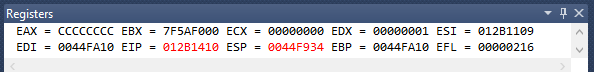 Registers
EAX = CCCCCCCC EBX = 7F5AF000 ECX = 00000000 EDX = 00000001 ESI = 012B1109
EDI = 0044FA10 EIP = 012B1410 ESP = 0044F934 EBP = 0044FA10 EFL = 00000216